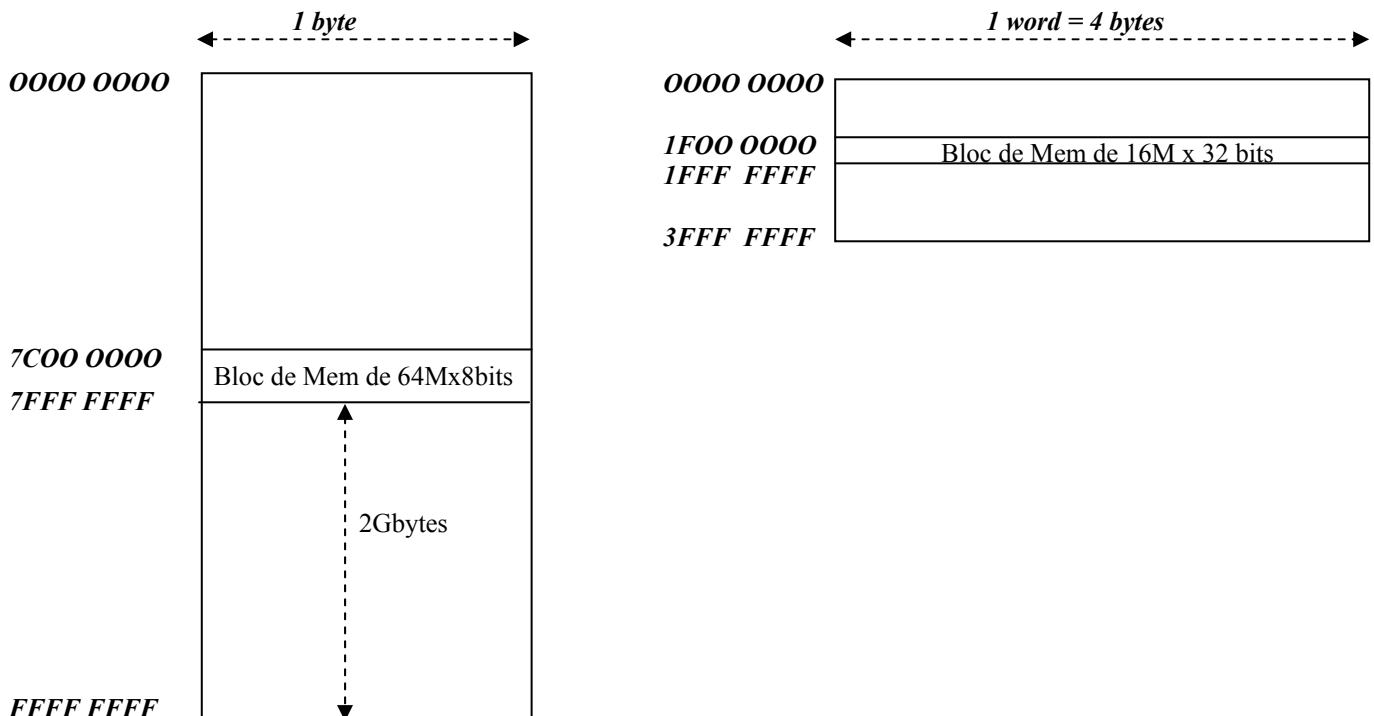 1 byte
OOOO OOOO
7COO OOOO
Bloc de Mem de 64Mx8bits
7FFF FFFF
2Gbytes
FFFF FFFF
1 word = 4 bytes
OOOO OOOO
1FOO OOOO
Bloc de Mem de 16M x 32 bits
1FFF FFFF
3FFF FFFF